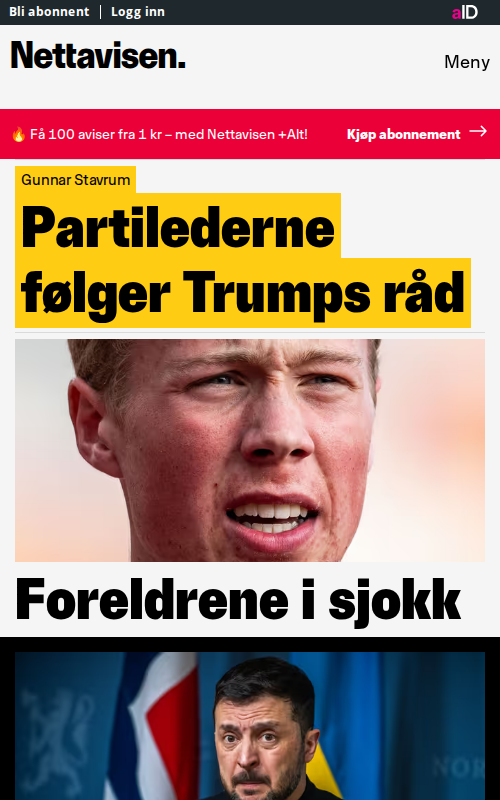 Bli abonnent | Logg inn
aID
Nettavisen.
Meny
🔥 Få 100 aviser fra 1 kr – med Nettavisen +Alt!
Kjøp abonnement →
Gunnar Stavrum
Partilederne
følger Trumps råd
Foreldrene i sjokk
NOR